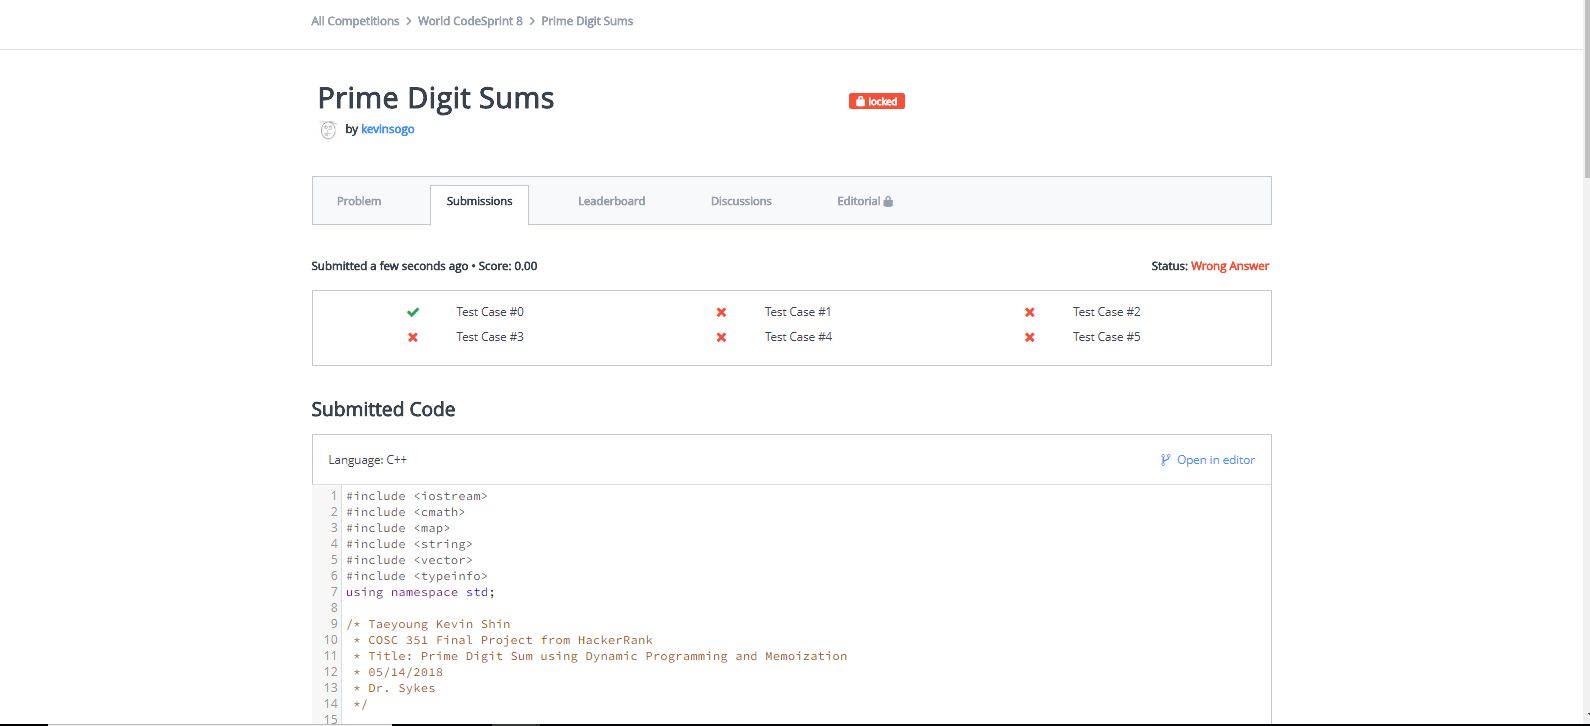 All Competitions > World CodeSprint 8 > Prime Digit Sums
Prime Digit Sums
locked
by kevinsogo
Problem Submissions Leaderboard Discussions Editorial
Submitted a few seconds ago • Score: 0.00 Status: Wrong Answer
Test Case #0 Test Case #1 Test Case #2
Test Case #3 Test Case #4 Test Case #5
Submitted Code
Language: C++ Open in editor
1 #include <iostream>
2 #include <cmath>
3 #include <map>
4 #include <string>
5 #include <vector>
6 #include <typeinfo>
7 using namespace std;
8
9 /* Taeyoung Kevin Shin
10 * COSC 351 Final Project from HackerRank
11 * Title: Prime Digit Sum using Dynamic Programming and Memoization
12 * 05/14/2018
13 * Dr. Sykes
14 */
15